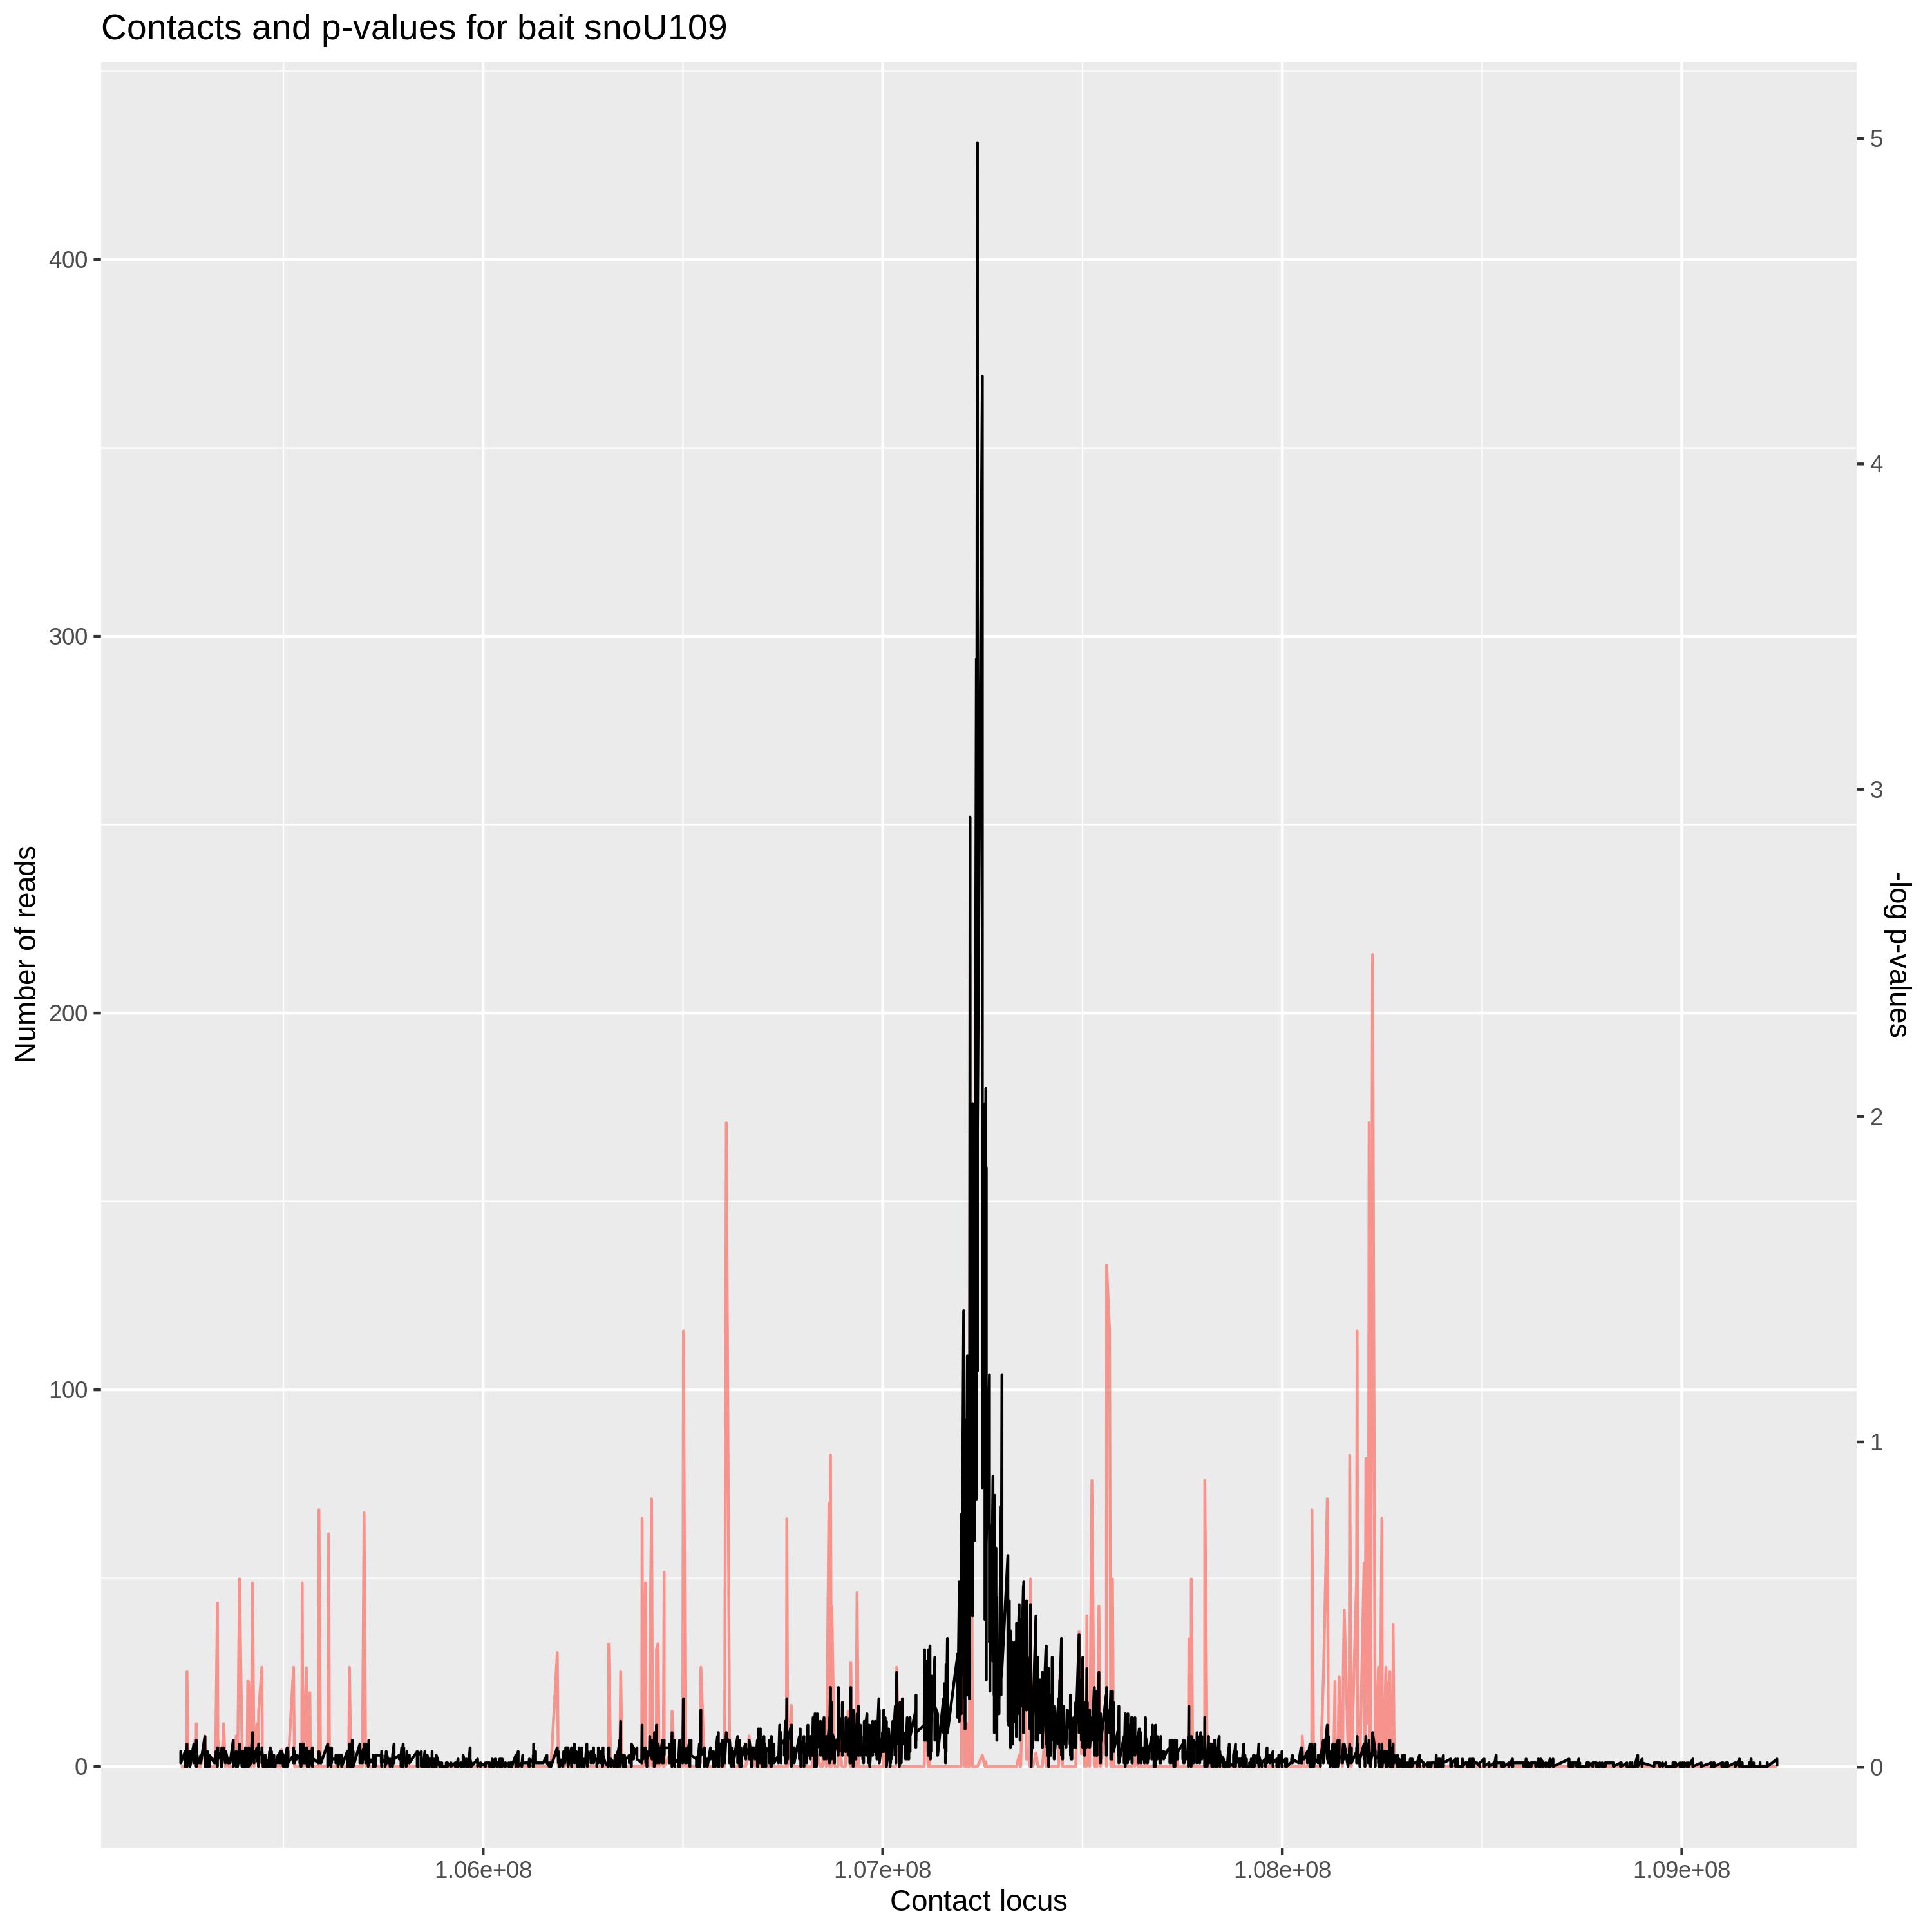 Contacts and p-values for bait snoU109
400
300
200
100
0
Number of reads
5
4
3
2
1
0
-log p-values
1.06e+08
1.07e+08
1.08e+08
1.09e+08
Contact locus